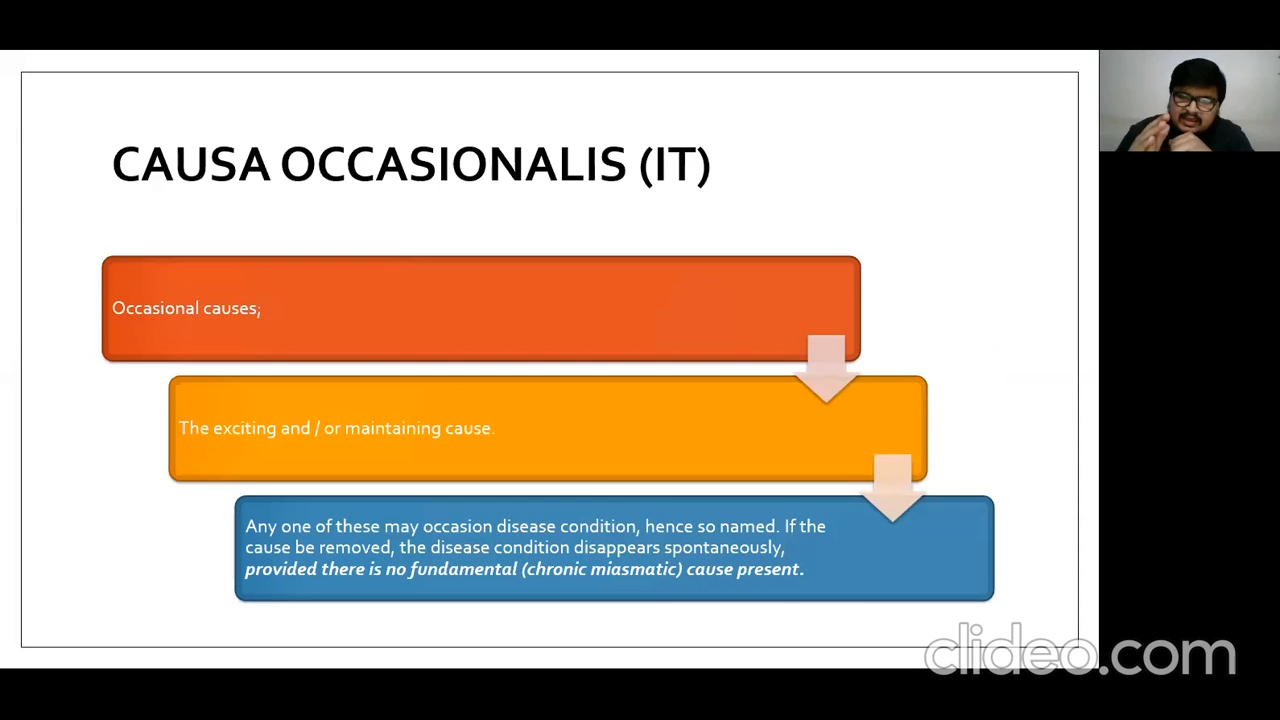 CAUSA OCCASIONALIS (IT)
Occasional causes;
The exciting and / or maintaining cause.
Any one of these may occasion disease condition, hence so named. If the
cause be removed, the disease condition disappears spontaneously,
provided there is no fundamental (chronic miasmatic) cause present.
clideo.com